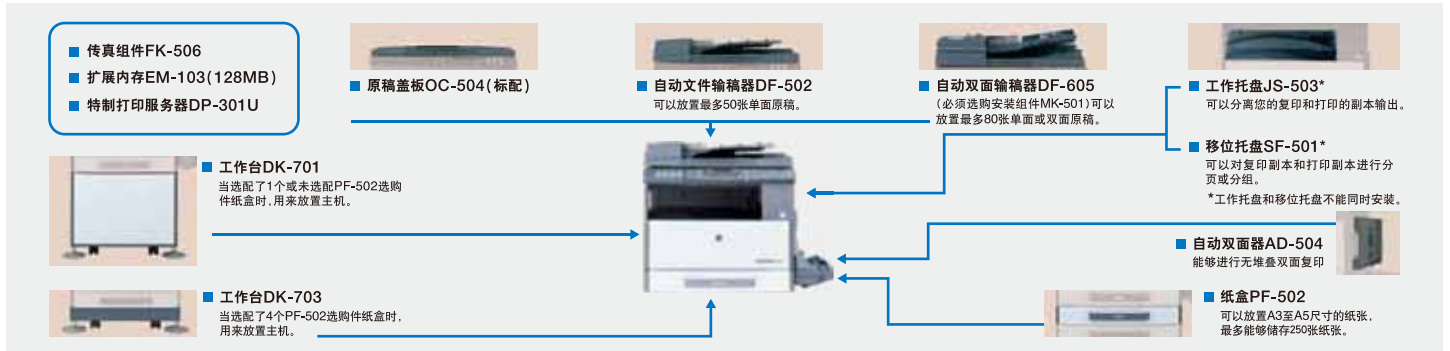 传真组件FK-506
扩展内存EM-103(128MB)
特制打印服务器DP-301U
原稿盖板OC-504(标配)
自动文件输稿器DF-502
可以放置最多50张单面原稿。
自动双面输稿器DF-605
(必须选购安装组件MK-501)可以
放置最多80张单面或双面原稿。
工作托盘JS-503*
可以分离您的复印和打印的副本输出。
移位托盘SF-501*
可以对复印副本和打印副本进行分
页或分组。
*工作托盘和移位托盘不能同时安装。
工作台DK-701
当选配了1个或未选配PF-502选购
件纸盒时,用来放置主机。
自动双面器AD-504
能够进行无堆叠双面复印
工作台DK-703
当选配了4个PF-502选购件纸盒时,
用来放置主机。
纸盒PF-502
可以放置A3至A5尺寸的纸张,
最多能够储存250张纸张。